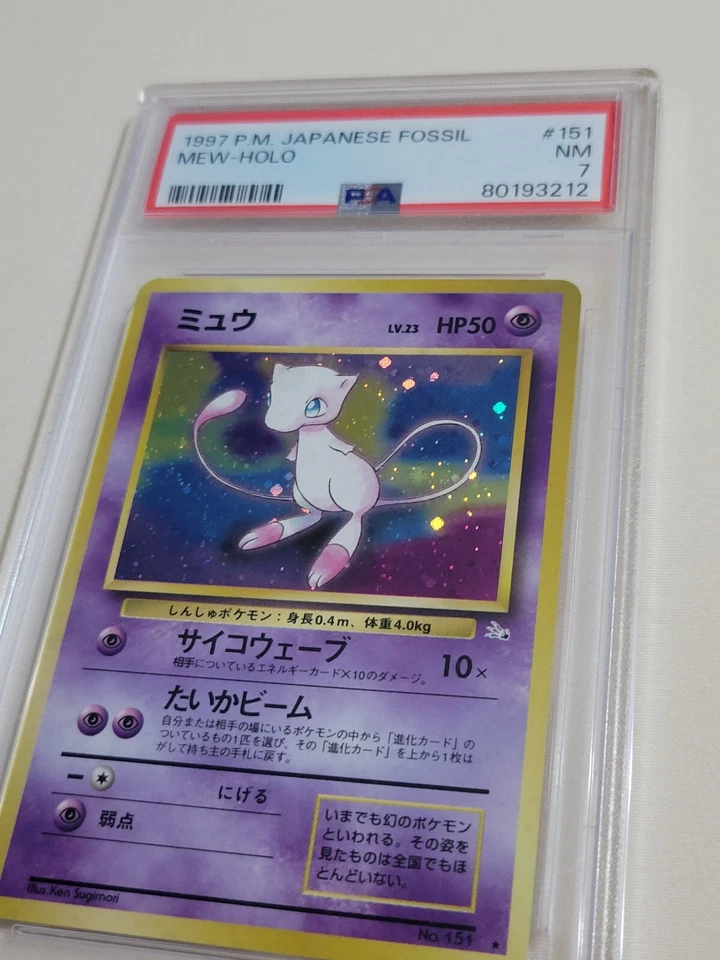 1997 P.M. JAPANESE FOSSIL #151
MEW-HOLO NM
7
PSA 80193212
ミュウ LV.23 HP50
しんしゅポケモン：身長0.4m、体重4.0kg
サイコウェーブ 10×
相手についているエネルギーカード×10のダメージ。
たいかビーム
自分または相手の場にいるポケモンの中から「進化カード」の
ついているもの1匹を選び、その「進化カード」を上から1枚は
がして持ち主の手札に戻す。
にげる
弱点
いまでも幻のポケモン
といわれる。その姿を
見たものは全国でもほ
とんどいない。
Illus. Ken Sugimori
No. 151 ★